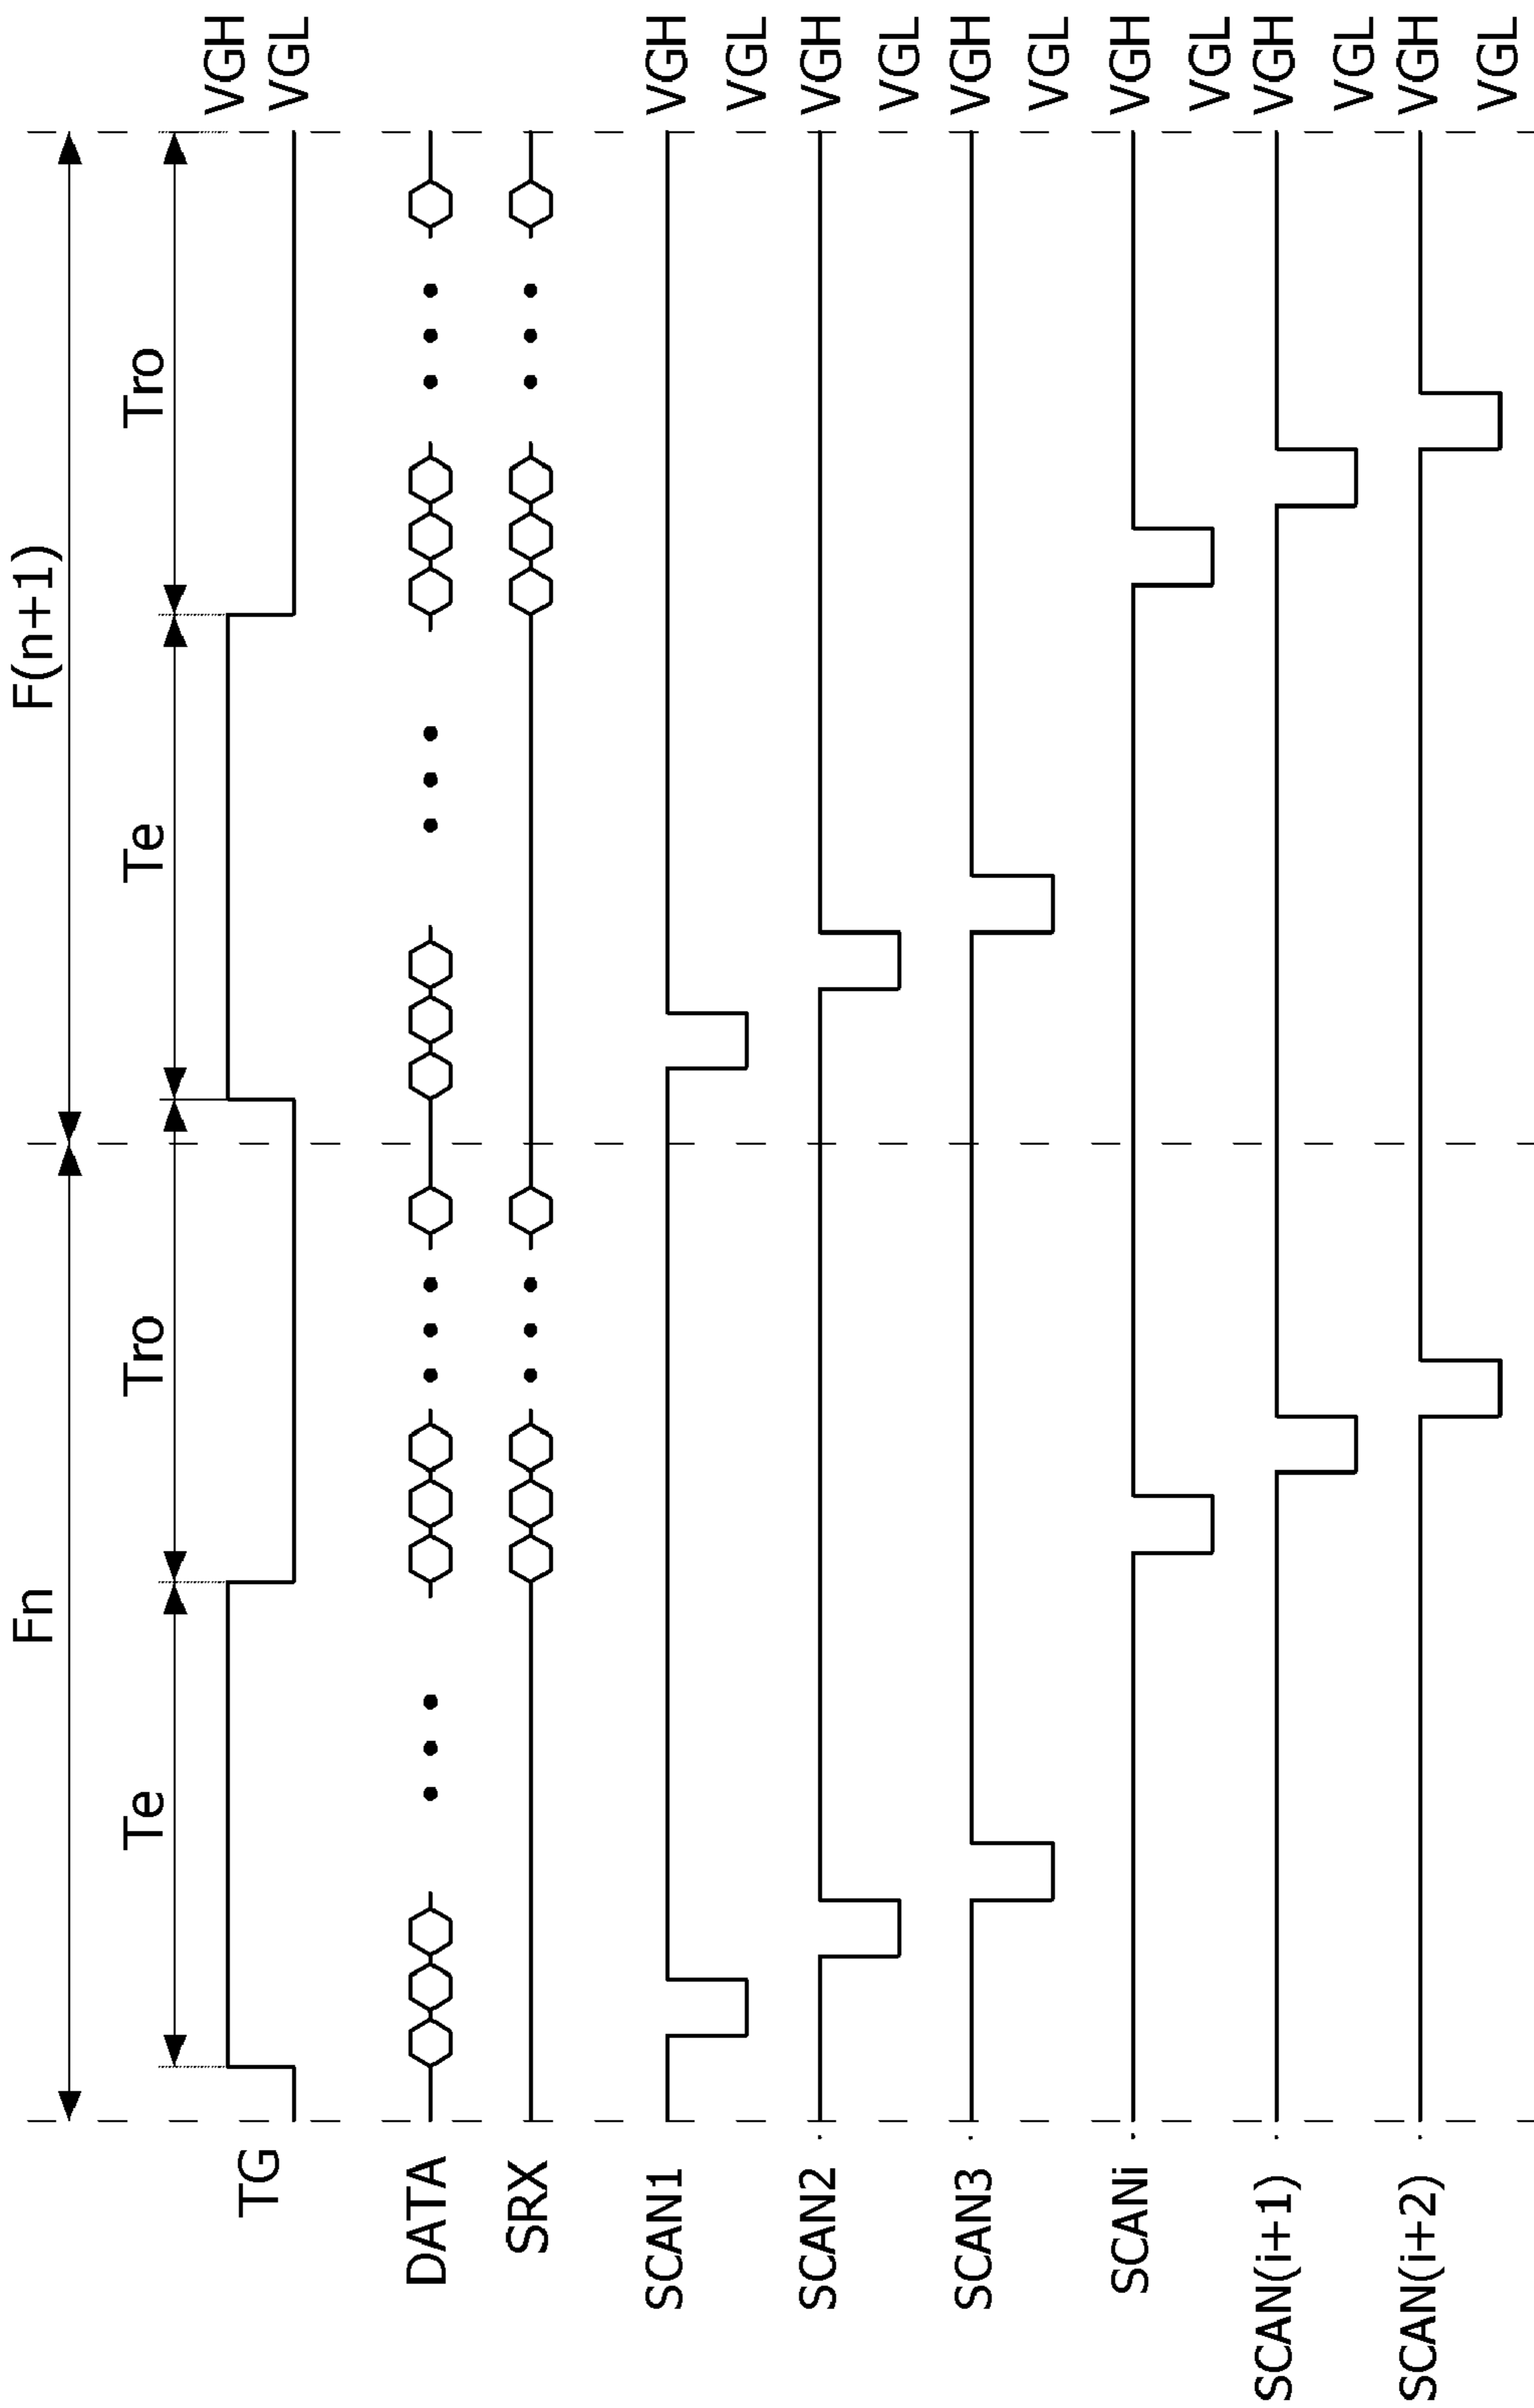 Fn F(n+1)
Te Tro Te Tro
TG VGH
VGL
DATA
SRX
SCAN1 VGH
VGL
SCAN2 VGH
VGL
SCAN3 VGH
VGL
SCANi VGH
VGL
SCAN(i+1) VGH
VGL
SCAN(i+2) VGH
VGL